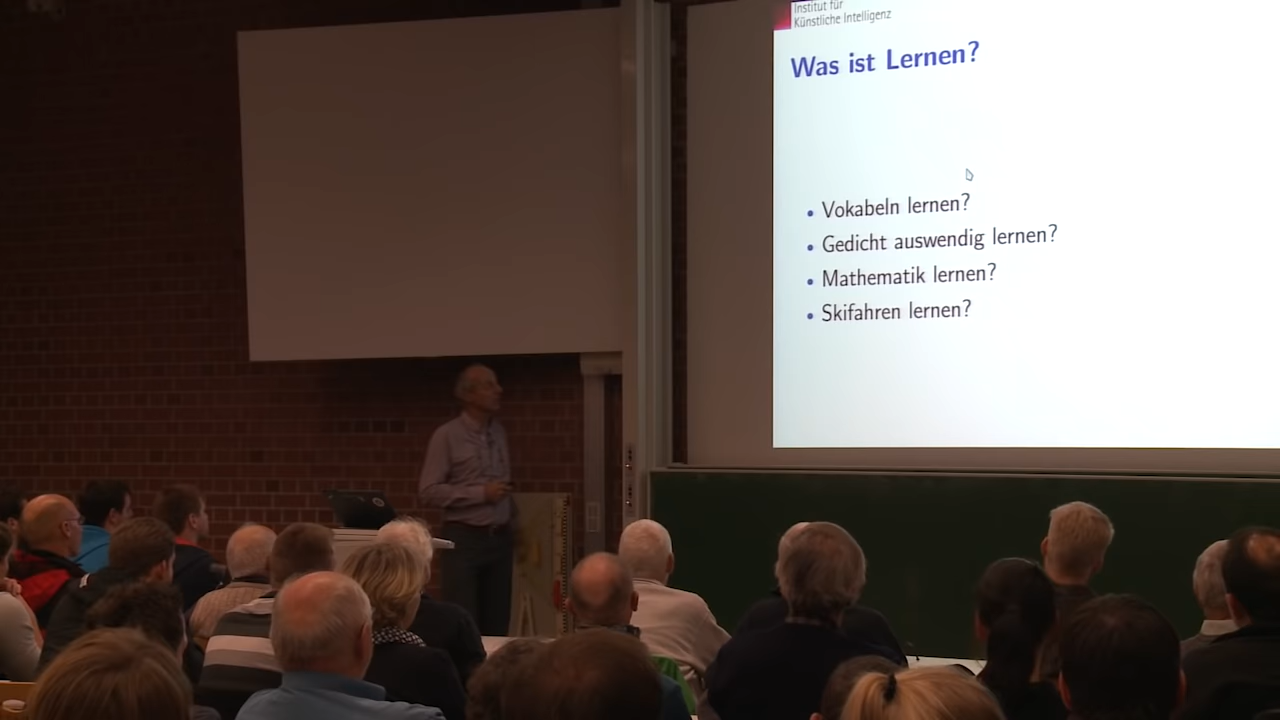 Institut für
Künstliche Intelligenz
Was ist Lernen?
• Vokabeln lernen?
• Gedicht auswendig lernen?
• Mathematik lernen?
• Skifahren lernen?